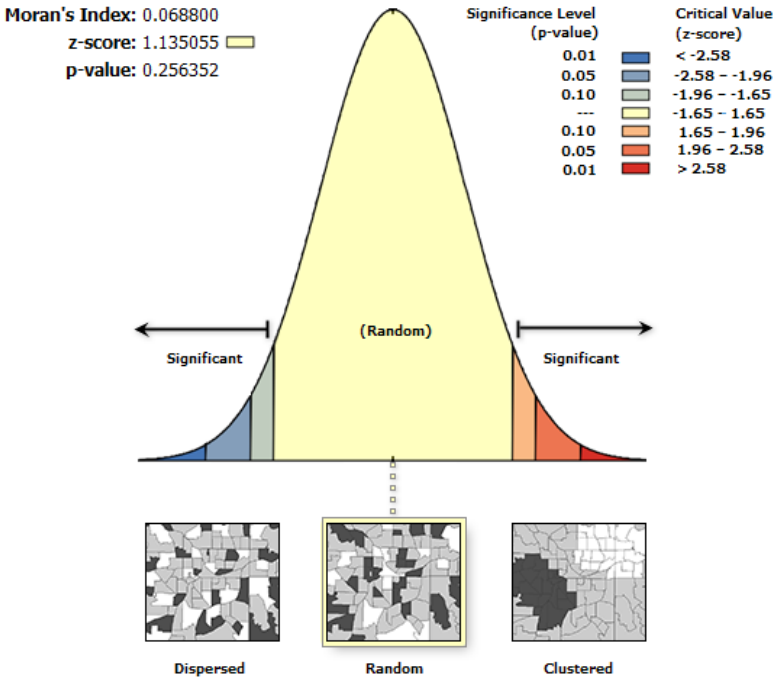 Moran's Index: 0.068800
z-score: 1.135055
p-value: 0.256352
Significance Level
(p-value)
Critical Value
(z-score)
0.01 < -2.58
0.05 -2.58 – -1.96
0.10 -1.96 – -1.65
--- -1.65 – 1.65
0.10 1.65 – 1.96
0.05 1.96 – 2.58
0.01 > 2.58
(Random)
Significant
Significant
Dispersed
Random
Clustered